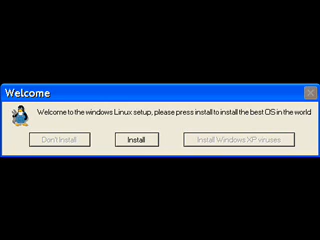 Welcome
Welcome to the windows Linux setup, please press install to install the best OS in the world
Don't Install Install Install Windows XP viruses